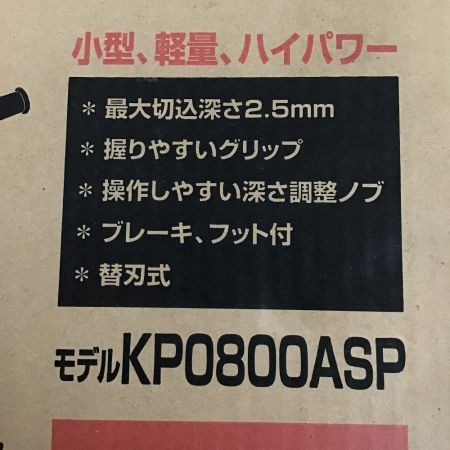 小型、軽量、ハイパワー
＊ 最大切込深さ2.5mm
＊ 握りやすいグリップ
＊ 操作しやすい深さ調整ノブ
＊ ブレーキ、フット付
＊ 替刃式
モデルKP0800ASP